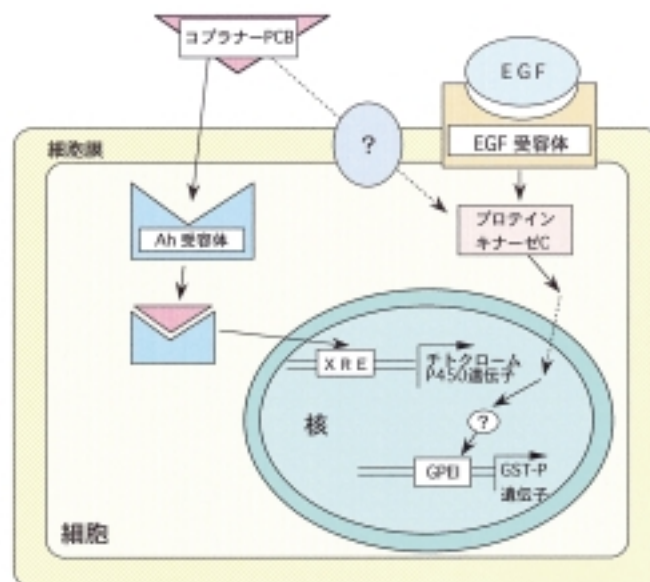 コプラナーPCB
EGF
?
EGF 受容体
細胞膜
プロテイン
キナーゼC
Ah 受容体
XRE
チトクローム
P450遺伝子
核
?
GPEI
GST-P
遺伝子
細胞